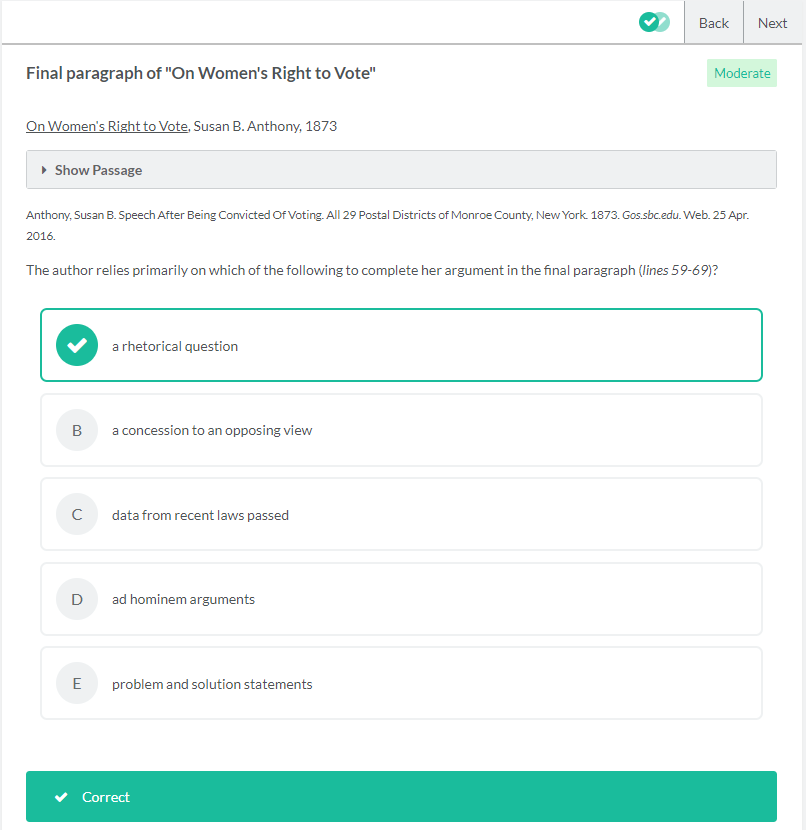 Back Next
Final paragraph of "On Women's Right to Vote"
Moderate
On Women's Right to Vote, Susan B. Anthony, 1873
Show Passage
Anthony, Susan B. Speech After Being Convicted Of Voting. All 29 Postal Districts of Monroe County, New York. 1873. Gos.sbc.edu. Web. 25 Apr.
2016.
The author relies primarily on which of the following to complete her argument in the final paragraph (lines 59-69)?
a rhetorical question
B a concession to an opposing view
C data from recent laws passed
D ad hominem arguments
E problem and solution statements
Correct